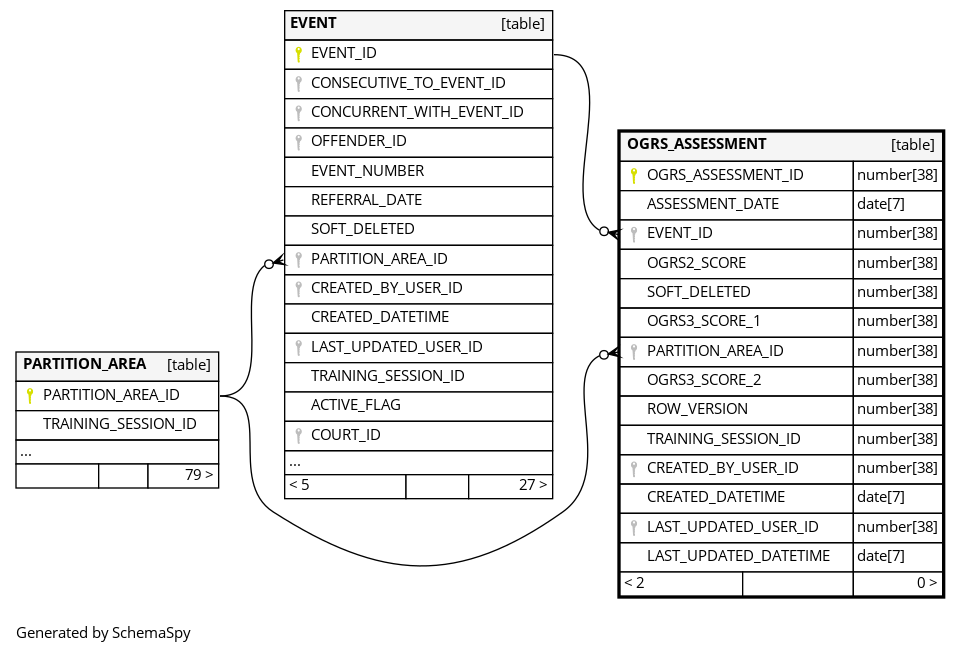 EVENT [table]
EVENT_ID
CONSECUTIVE_TO_EVENT_ID
CONCURRENT_WITH_EVENT_ID
OFFENDER_ID
EVENT_NUMBER
REFERRAL_DATE
SOFT_DELETED
PARTITION_AREA_ID
CREATED_BY_USER_ID
CREATED_DATETIME
LAST_UPDATED_USER_ID
TRAINING_SESSION_ID
ACTIVE_FLAG
COURT_ID
...
< 5 27 >
OGRS_ASSESSMENT [table]
OGRS_ASSESSMENT_ID number[38]
ASSESSMENT_DATE date[7]
EVENT_ID number[38]
OGRS2_SCORE number[38]
SOFT_DELETED number[38]
OGRS3_SCORE_1 number[38]
PARTITION_AREA_ID number[38]
OGRS3_SCORE_2 number[38]
ROW_VERSION number[38]
TRAINING_SESSION_ID number[38]
CREATED_BY_USER_ID number[38]
CREATED_DATETIME date[7]
LAST_UPDATED_USER_ID number[38]
LAST_UPDATED_DATETIME date[7]
< 2 0 >
PARTITION_AREA [table]
PARTITION_AREA_ID
TRAINING_SESSION_ID
...
79 >
Generated by SchemaSpy